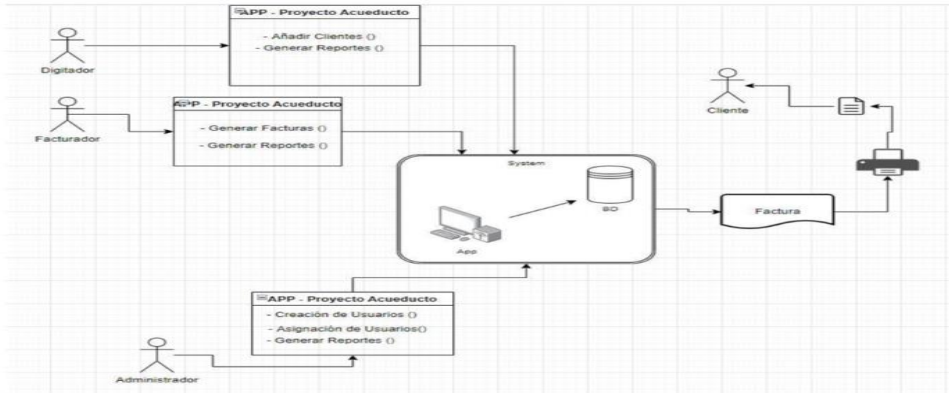 APP - Proyecto Acueducto
- Añadir Clientes ()
- Generar Reportes ()
Digitador
APP - Proyecto Acueducto
- Generar Facturas ()
- Generar Reportes ()
Facturador
Cliente
System
BD
App
Factura
APP - Proyecto Acueducto
- Creación de Usuarios ()
- Asignación de Usuarios()
- Generar Reportes ()
Administrador